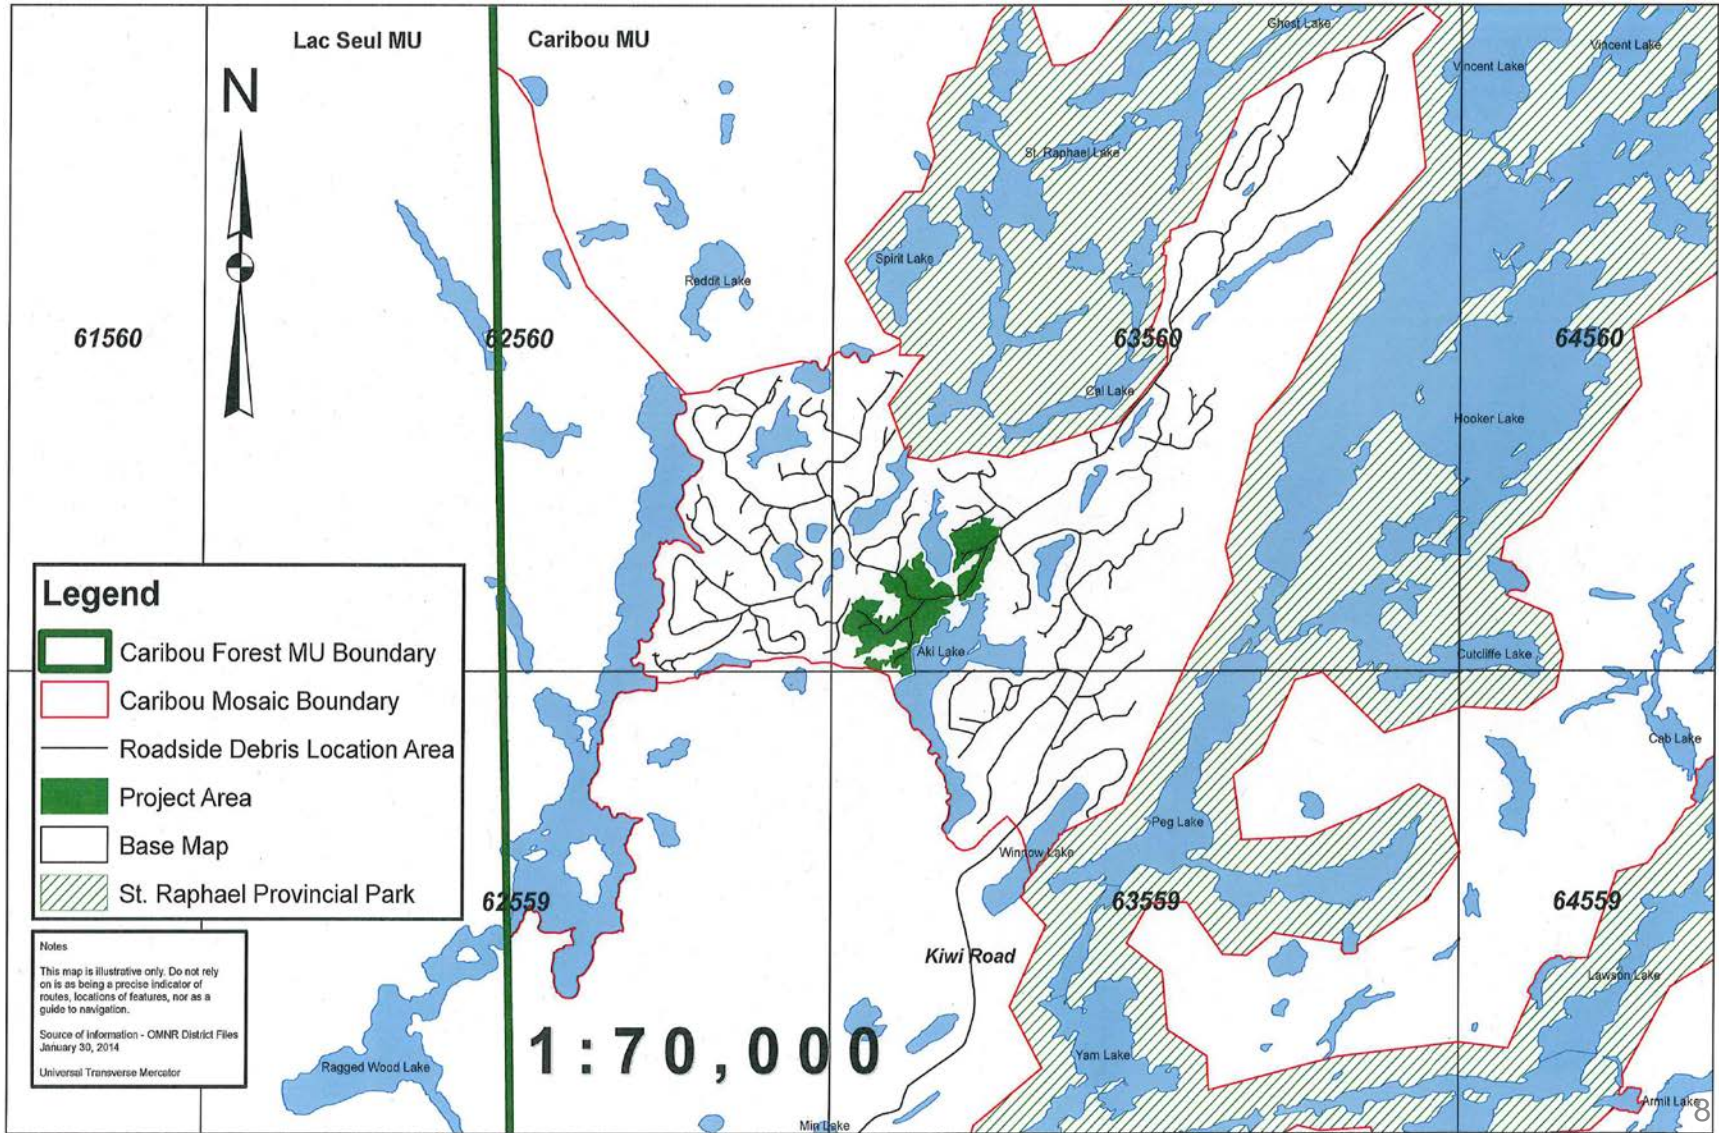 Lac Seul MU
Caribou MU
N
Ghost Lake
Vincent Lake
Vincent Lake
St. Raphael Lake
Spirit Lake
Reddit Lake
61560
62560
63560
64560
Cal Lake
Hooker Lake
Legend
Caribou Forest MU Boundary
Caribou Mosaic Boundary
Roadside Debris Location Area
Project Area
Base Map
St. Raphael Provincial Park
Aki Lake
Cutcliffe Lake
Cab Lake
Peg Lake
Winnow Lake
62559
63559
64559
Kiwi Road
Lawson Lake
Notes
This map is illustrative only. Do not rely
on is as being a precise indicator of
routes, locations of features, nor as a
guide to navigation.
Source of Information - OMNR District Files
January 30, 2014
Universal Transverse Mercator
1 : 70,000
Ragged Wood Lake
Yam Lake
Armit Lake
Min Lake
8